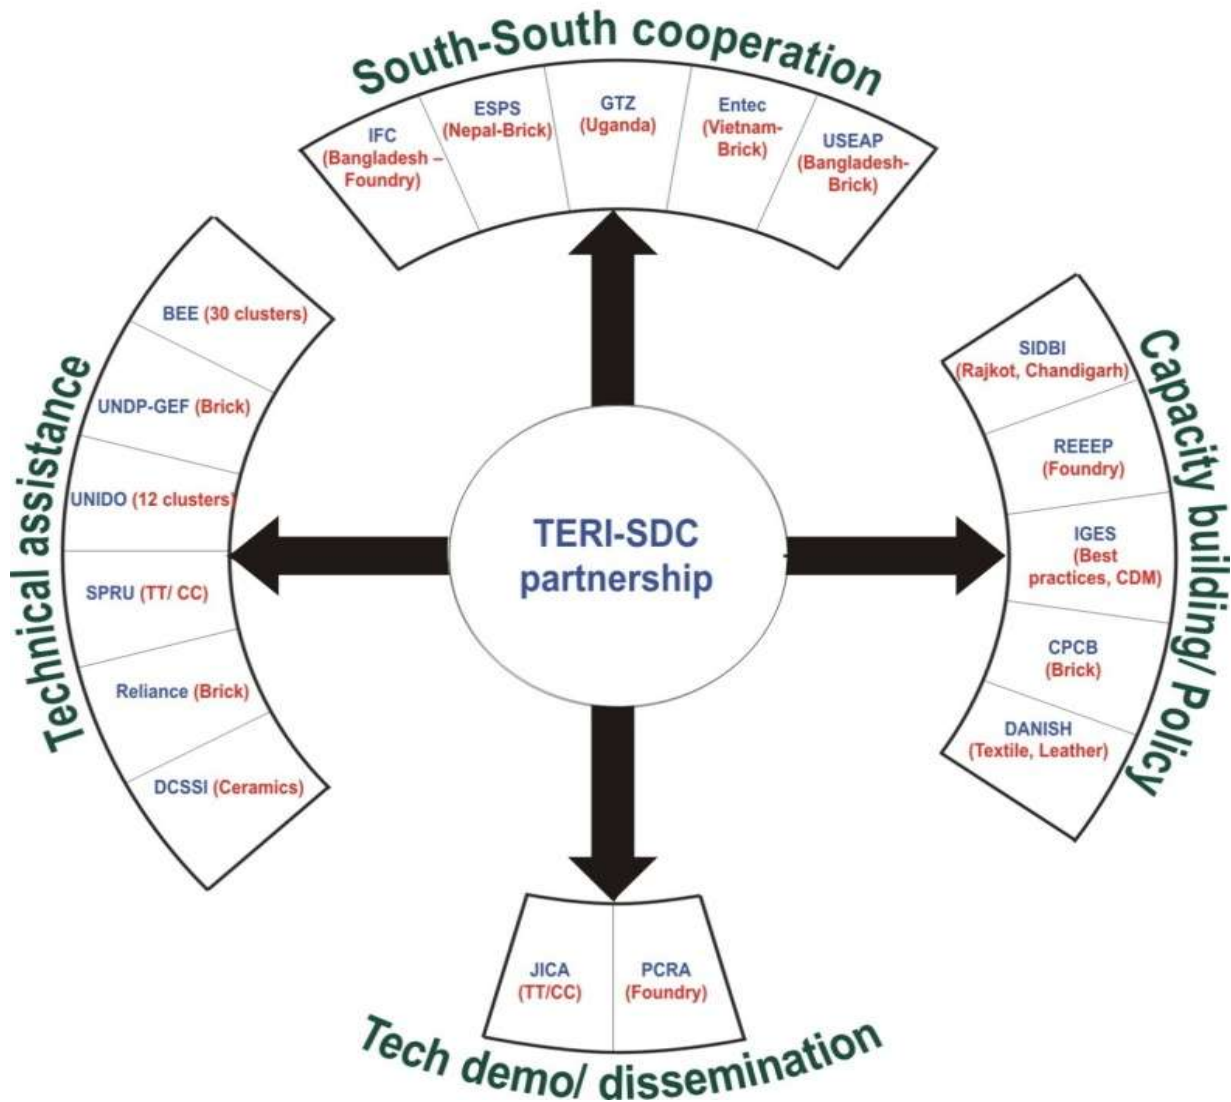 South-South cooperation
IFC
(Bangladesh –
Foundry)
ESPS
(Nepal-Brick)
GTZ
(Uganda)
Entec
(Vietnam-
Brick)
USEAP
(Bangladesh-
Brick)
Technical assistance
BEE (30 clusters)
UNDP-GEF (Brick)
UNIDO (12 clusters)
SPRU (TT/ CC)
Reliance (Brick)
DCSSI (Ceramics)
TERI-SDC
partnership
Capacity building/ Policy
SIDBI
(Rajkot, Chandigarh)
REEEP
(Foundry)
IGES
(Best
practices, CDM)
CPCB
(Brick)
DANISH
(Textile, Leather)
JICA
(TT/CC)
PCRA
(Foundry)
Tech demo/ dissemination